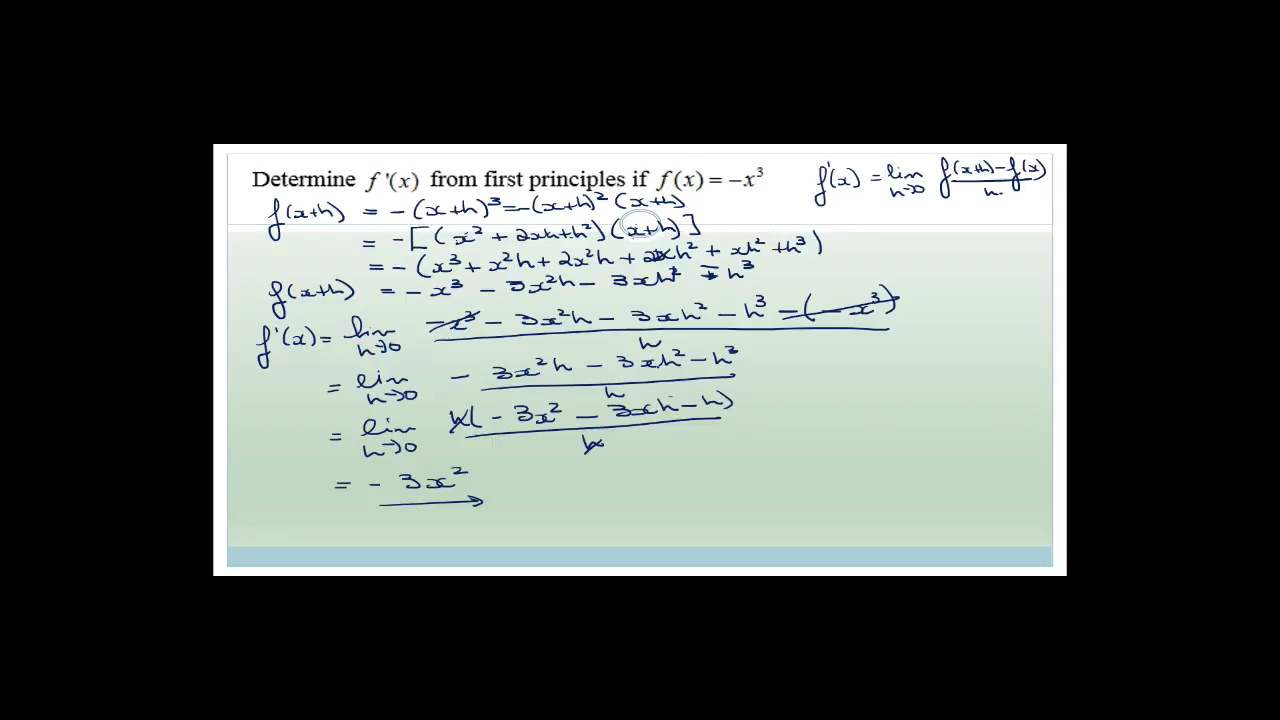 Determine f '(x) from first principles if f(x) = −x³
f'(x) = lim h→0 f(x+h) − f(x) / h
f(x+h) = − (x+h)³ = −(x+h)² (x+h)
= − [(x² + 2xh + h²) (x+h)]
= − (x³ + x²h + 2x²h + 2xh² + xh² + h³)
f(x+h) = − x³ − 3x²h − 3xh² − h³
f'(x) = lim h→0 −x³ − 3x²h − 3xh² − h³ − (− x³) / h
= lim h→0 − 3x²h − 3xh² − h³ / h
= lim h→0 h( − 3x² − 3xh − h) / h
= − 3x²